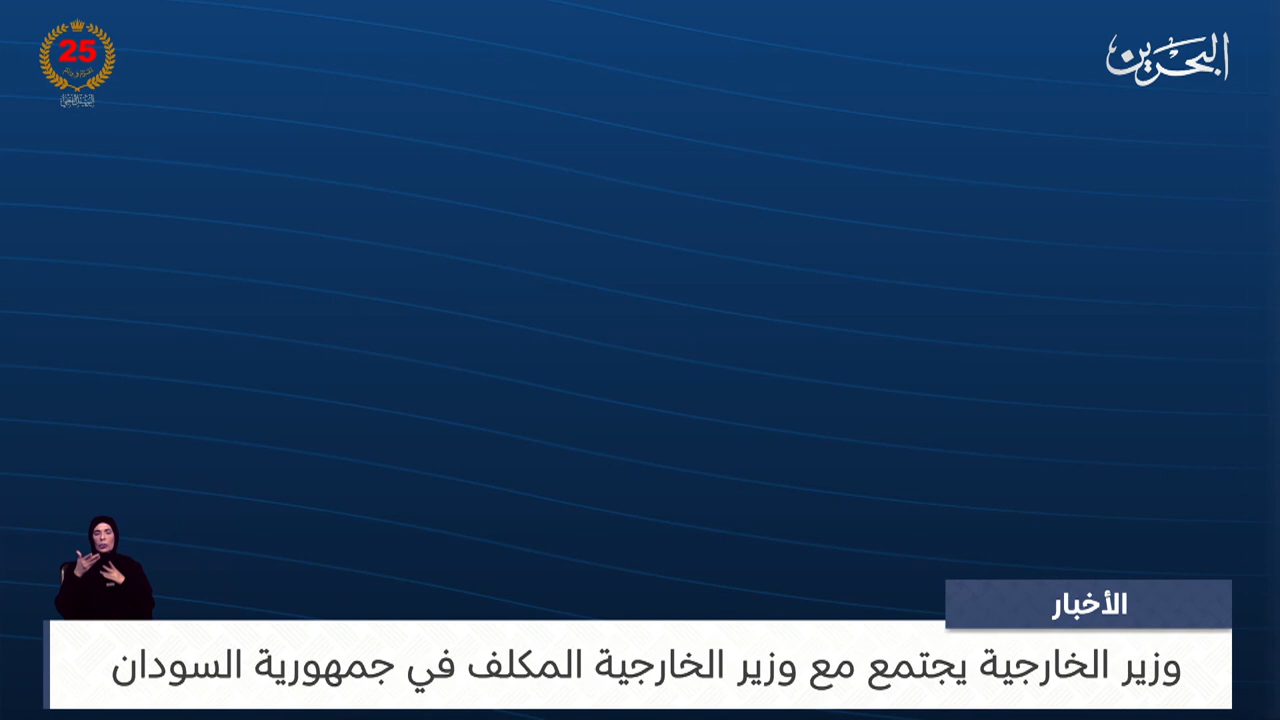 البحرين
25
الأخبار
وزير الخارجية يجتمع مع وزير الخارجية المكلف في جمهورية السودان